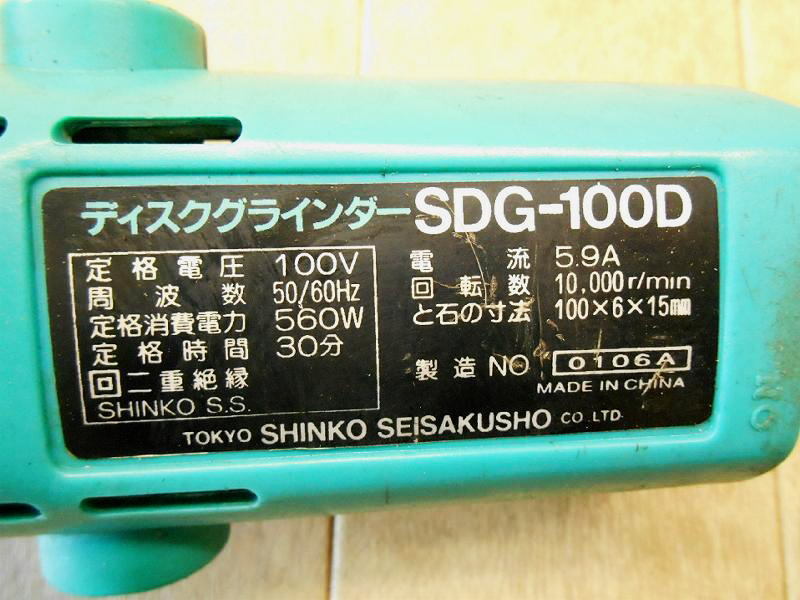 ディスクグラインダー SDG-100D
定格電圧 100V
周波数 50/60Hz
定格消費電力 560W
定格時間 30分
回二重絶縁
SHINKO S.S.
電流 5.9A
回転数 10,000r/min
と石の寸法 100×6×15mm
製造NO 0106A
MADE IN CHINA
TOKYO SHINKO SEISAKUSHO CO. LTD.